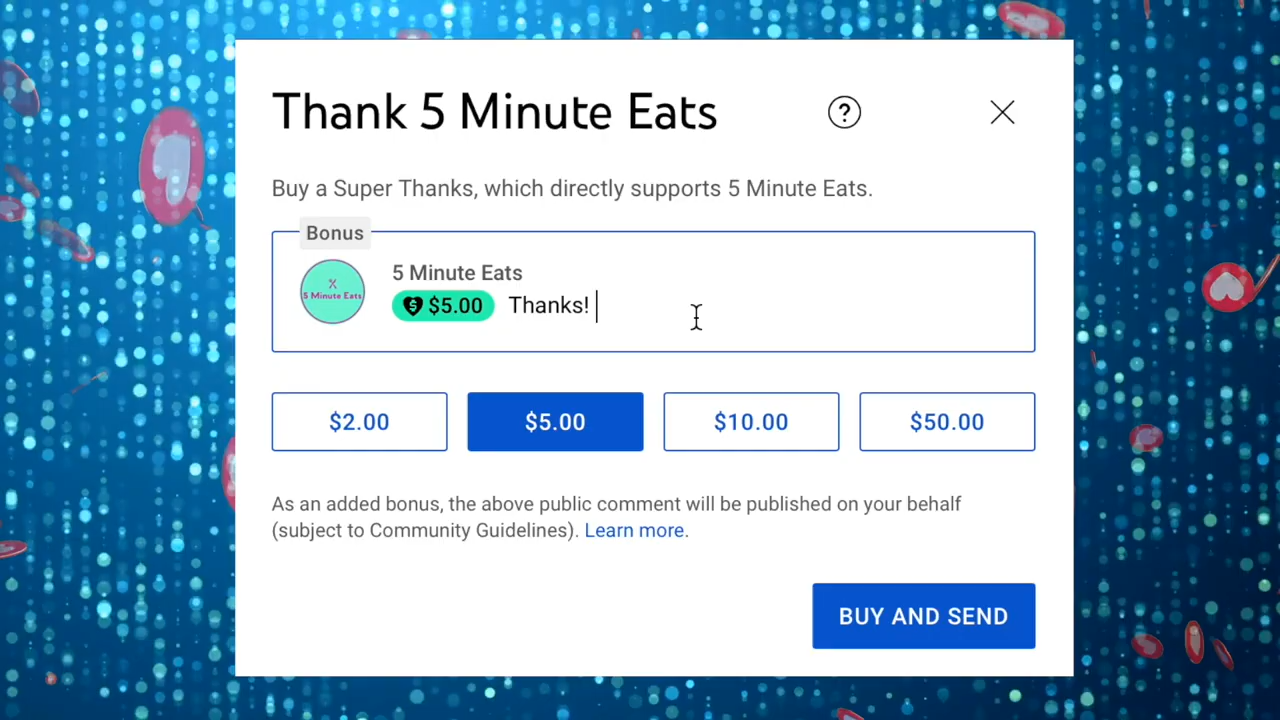 Thank 5 Minute Eats
?
Buy a Super Thanks, which directly supports 5 Minute Eats.
Bonus
5 Minute Eats
5 Minute Eats
$ $5.00 Thanks!
$2.00 $5.00 $10.00 $50.00
As an added bonus, the above public comment will be published on your behalf
(subject to Community Guidelines). Learn more.
BUY AND SEND